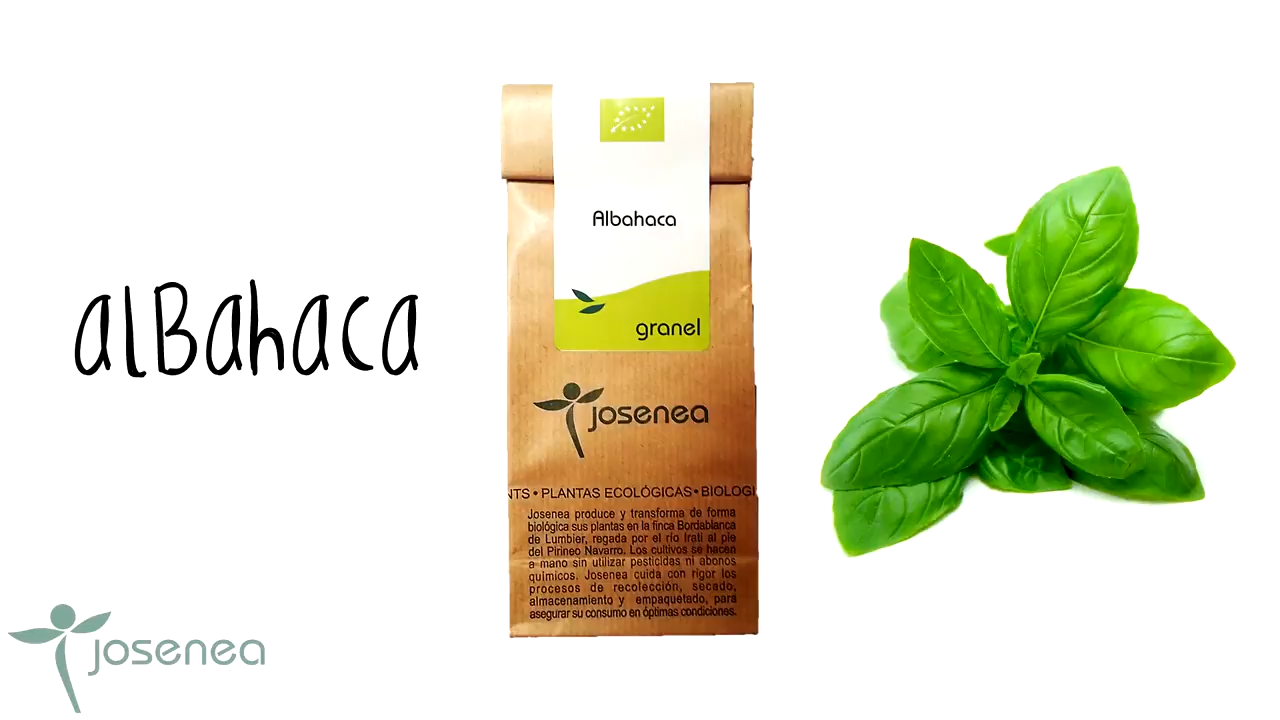 alBahaca
Albahaca
granel
josenea
NTS • PLANTAS ECOLÓGICAS • BIOLOGI
Josenea produce y transforma de forma
biológica sus plantas en la finca Bordablanca
de Lumbier, regada por el río Irati al pie
del Pirineo Navarro. Los cultivos se hacen
a mano sin utilizar pesticidas ni abonos
químicos. Josenea cuida con rigor los
procesos de recolección, secado,
almacenamiento y empaquetado, para
asegurar su consumo en óptimas condiciones.
josenea